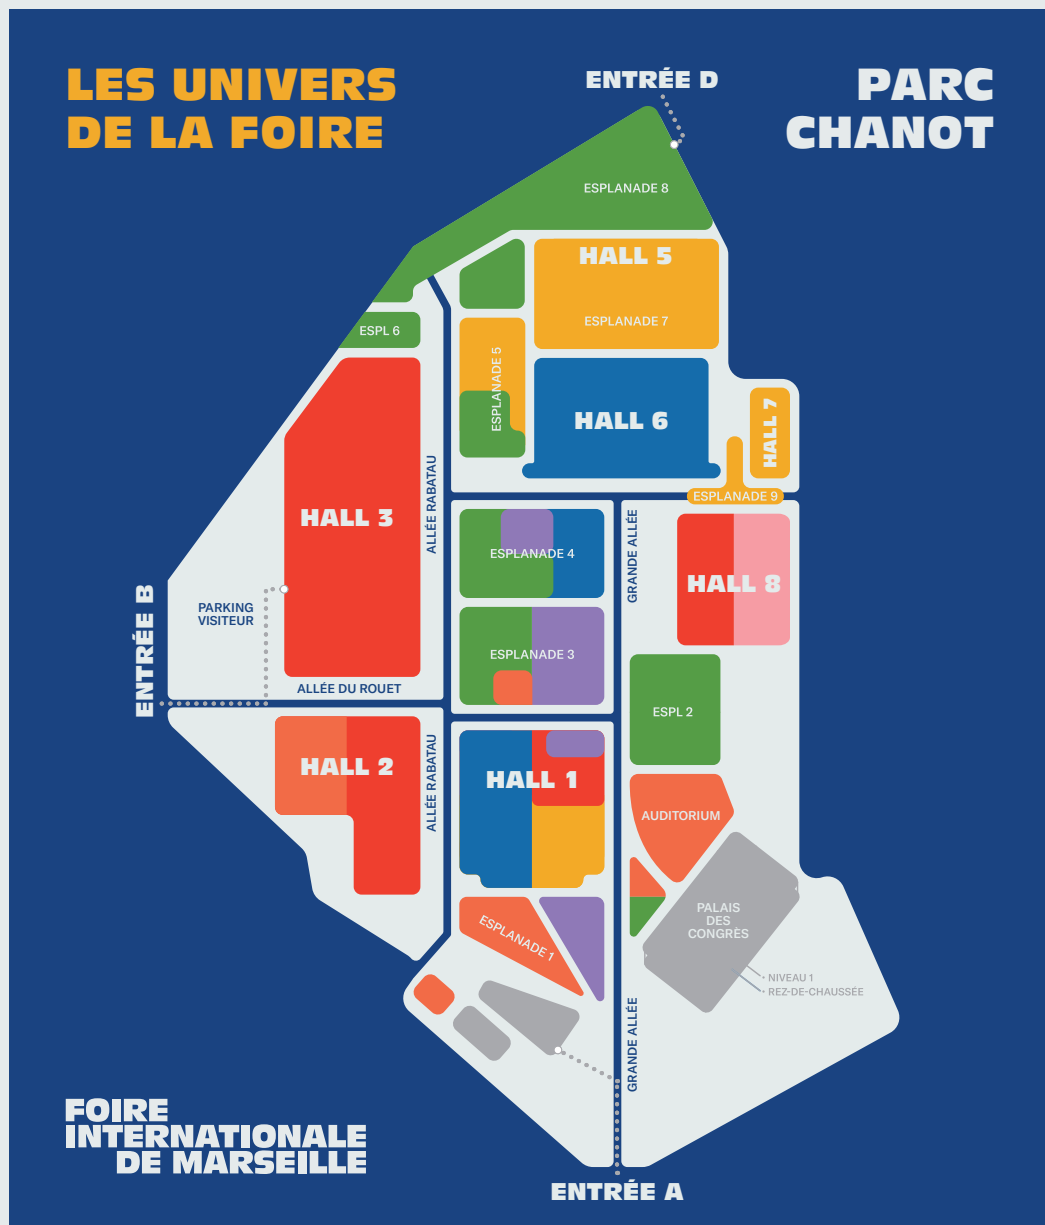 LES UNIVERS
DE LA FOIRE
ENTRÉE D
PARC
CHANOT
ESPLANADE 8
HALL 5
ESPLANADE 7
ESPL 6
ESPLANADE 5
HALL 6
HALL 7
ESPLANADE 9
HALL 3
ALLÉE RABATAU
ESPLANADE 4
GRANDE ALLÉE
HALL 8
ENTRÉE B
PARKING
VISITEUR
ESPLANADE 3
ALLÉE DU ROUET
ESPL 2
HALL 2
ALLÉE RABATAU
HALL 1
AUDITORIUM
ESPLANADE 1
PALAIS
DES
CONGRÈS
• NIVEAU 1
• REZ-DE-CHAUSSÉE
GRANDE ALLÉE
FOIRE
INTERNATIONALE
DE MARSEILLE
ENTRÉE A